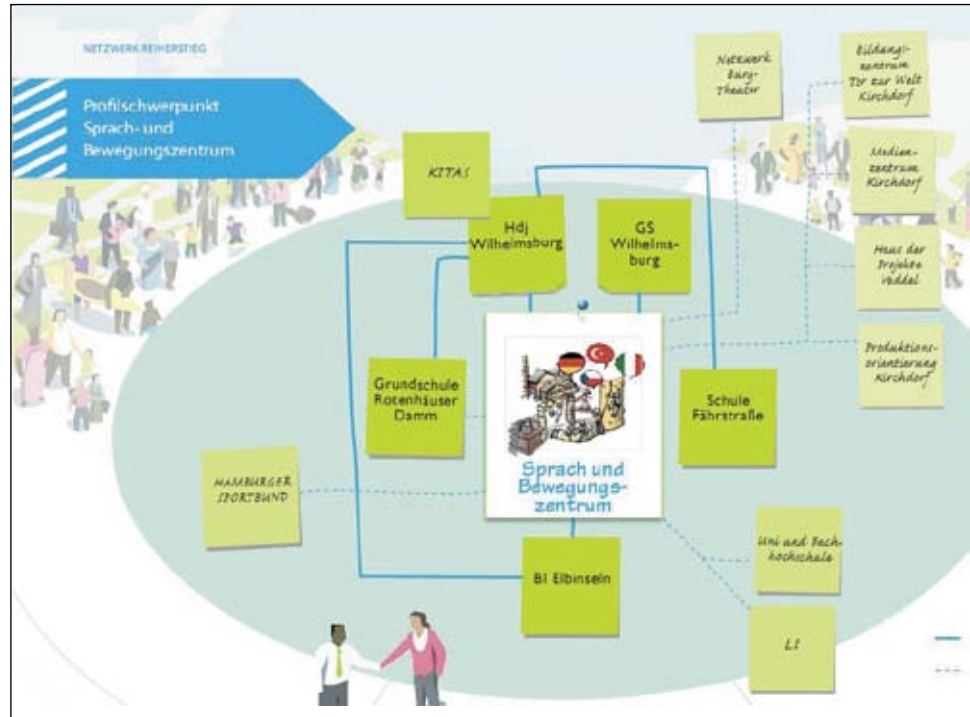 NETZWERK REIHERSTIEG
Profilschwerpunkt
Sprach- und
Bewegungszentrum
KITAS
Hdj
Wilhelmsburg
GS
Wilhelms-
burg
Netzwerk
Burg-
Theater
Bildungs-
zentrum
Tor zur Welt
Kirchdorf
Medien-
zentrum
Kirchdorf
Haus der
Projekte
Veddel
Produktions-
orientierung
Kirchdorf
Grundschule
Rotenhäuser
Damm
Schule
Fährstraße
Sprach und
Bewegungs-
zentrum
HAMBURGER
SPORTBUND
BI Elbinseln
Uni und Fach-
hochschule
LI